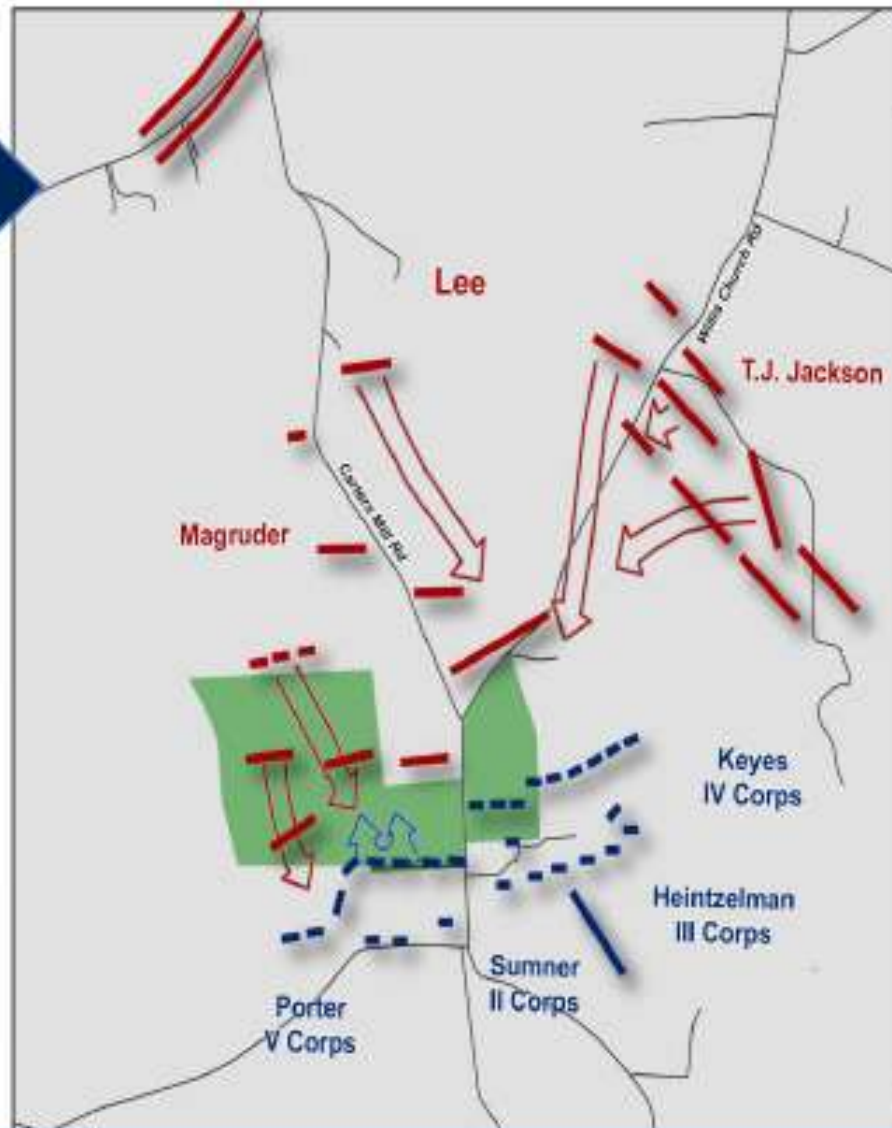 Lee
Willis Church Rd
T.J. Jackson
Carters Mill Rd
Magruder
Keyes
IV Corps
Heintzelman
III Corps
Sumner
II Corps
Porter
V Corps